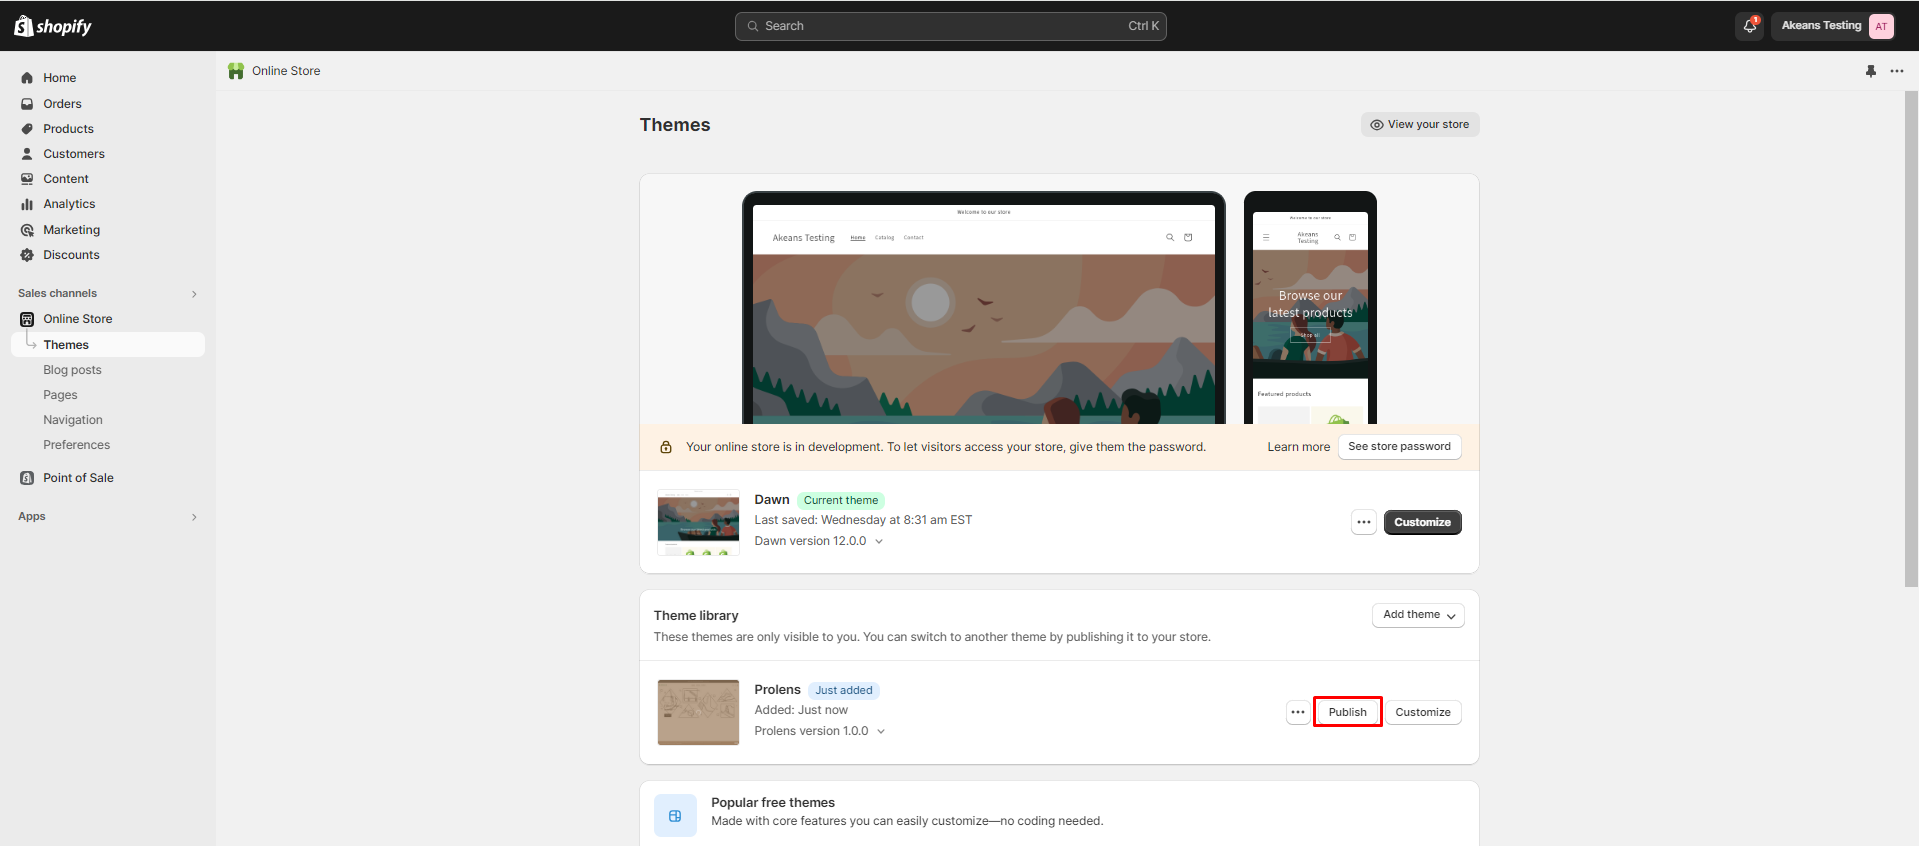 shopify
Search
Ctrl K
1
Akeans Testing
AT
Home
Orders
Products
Customers
Content
Analytics
Marketing
Discounts
Sales channels
Online Store
Themes
Blog posts
Pages
Navigation
Preferences
Point of Sale
Apps
Online Store
Themes
View your store
Welcome to our store
Akeans Testing
Home
Catalog
Contact
Welcome to our store
Akeans
Testing
Browse our
latest products
Shop all
Featured products
Your online store is in development. To let visitors access your store, give them the password.
Learn more
See store password
Dawn
Current theme
Last saved: Wednesday at 8:31 am EST
Dawn version 12.0.0
Customize
Theme library
These themes are only visible to you. You can switch to another theme by publishing it to your store.
Add theme
Prolens
Just added
Added: Just now
Prolens version 1.0.0
Publish
Customize
Popular free themes
Made with core features you can easily customize—no coding needed.